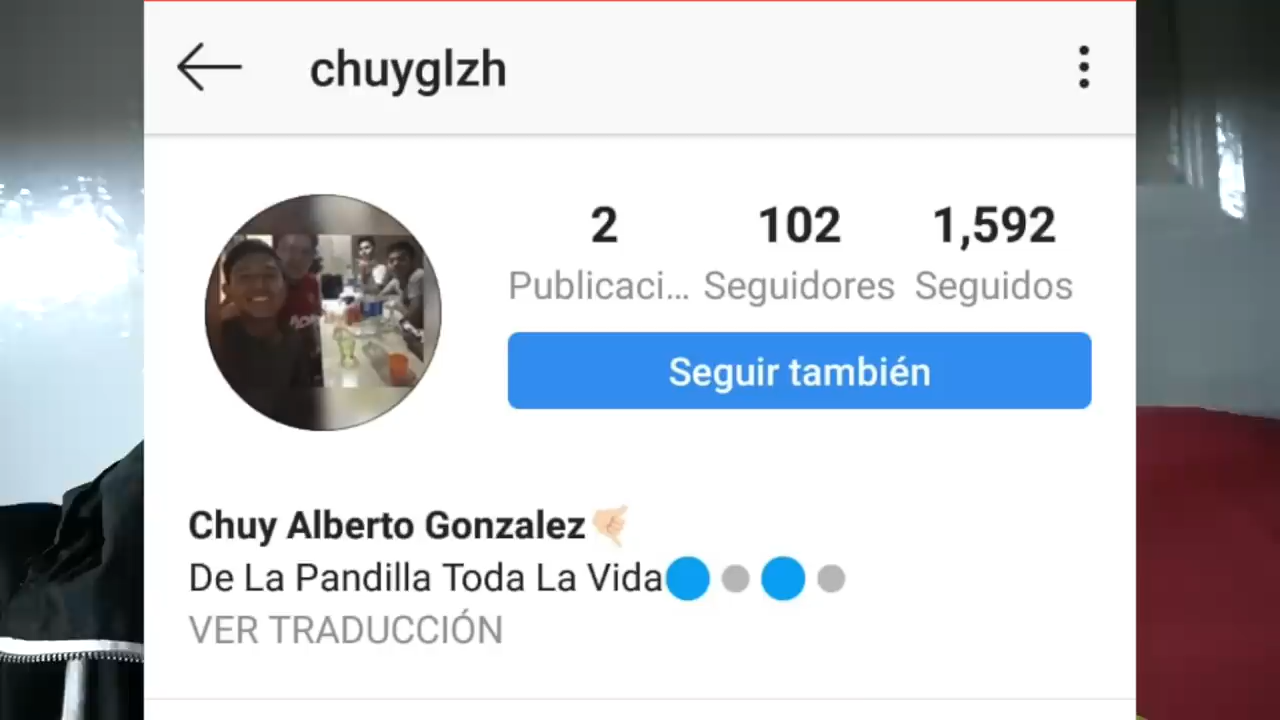 chuyglzh
2 102 1,592
Publicaci... Seguidores Seguidos
Seguir también
Chuy Alberto Gonzalez🤙🏻
De La Pandilla Toda La Vida
VER TRADUCCIÓN